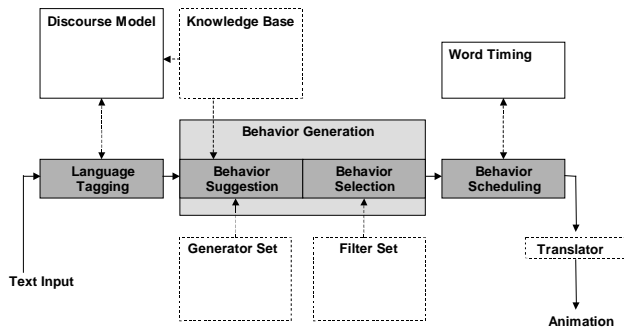 Discourse Model
Knowledge Base
Word Timing
Behavior Generation
Language
Tagging
Behavior
Suggestion
Behavior
Selection
Behavior
Scheduling
Generator Set
Filter Set
Translator
Text Input
Animation